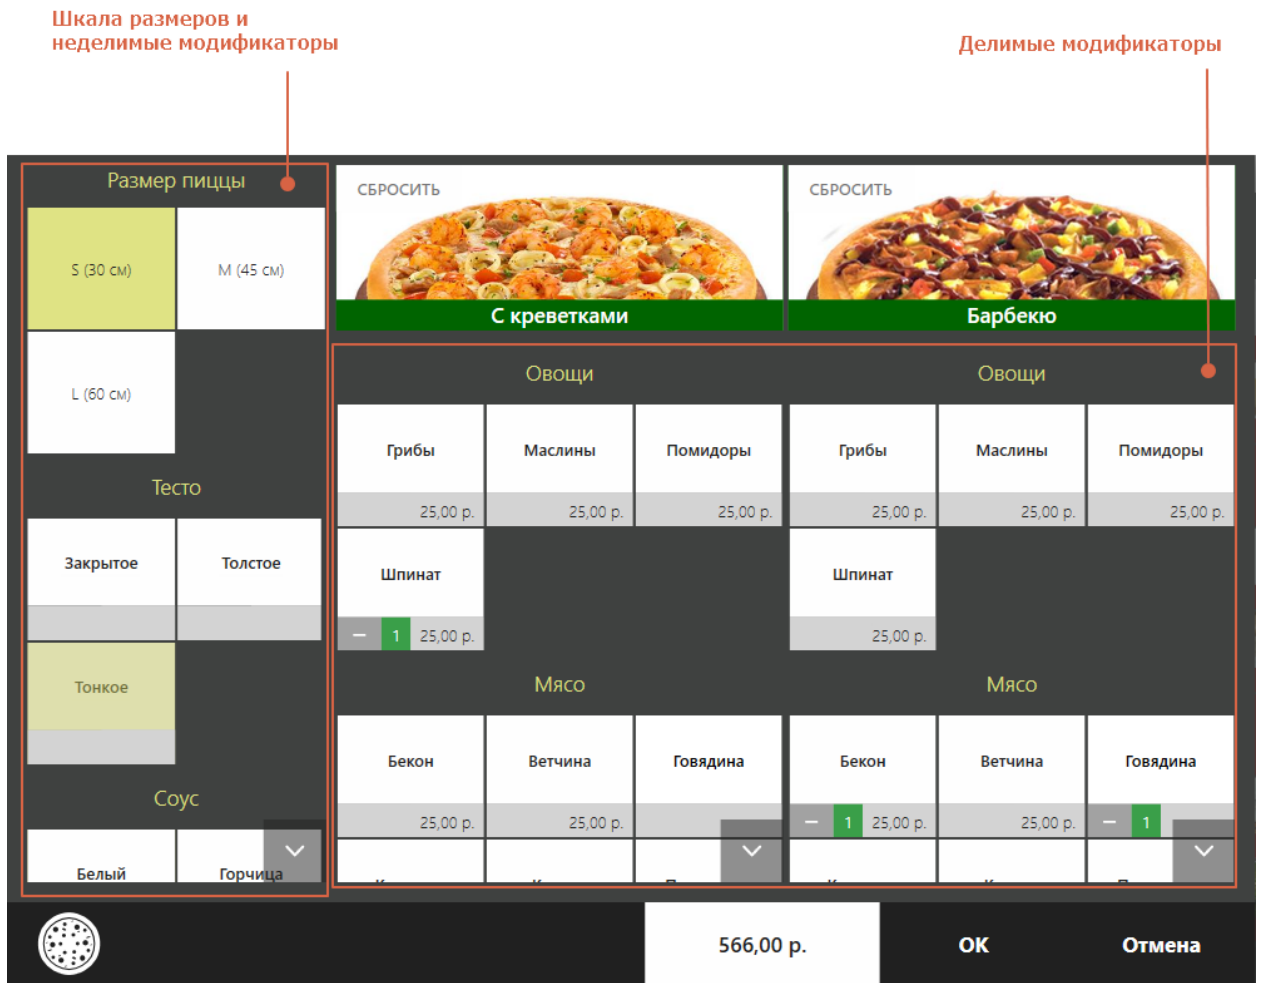 Шкала размеров и
неделимые модификаторы
Делимые модификаторы
Размер пиццы
S (30 см)
M (45 см)
L (60 см)
Тесто
Закрытое
Толстое
Тонкое
Соус
Белый
Горчица
СБРОСИТЬ
С креветками
СБРОСИТЬ
Барбекю
Овощи
Грибы
Маслины
Помидоры
25,00 р.
25,00 р.
25,00 р.
Шпинат
1
25,00 р.
Мясо
Бекон
Ветчина
Говядина
25,00 р.
25,00 р.
Овощи
Грибы
Маслины
Помидоры
25,00 р.
25,00 р.
25,00 р.
Шпинат
25,00 р.
Мясо
Бекон
Ветчина
Говядина
1
25,00 р.
25,00 р.
1
566,00 р.
ОК
Отмена